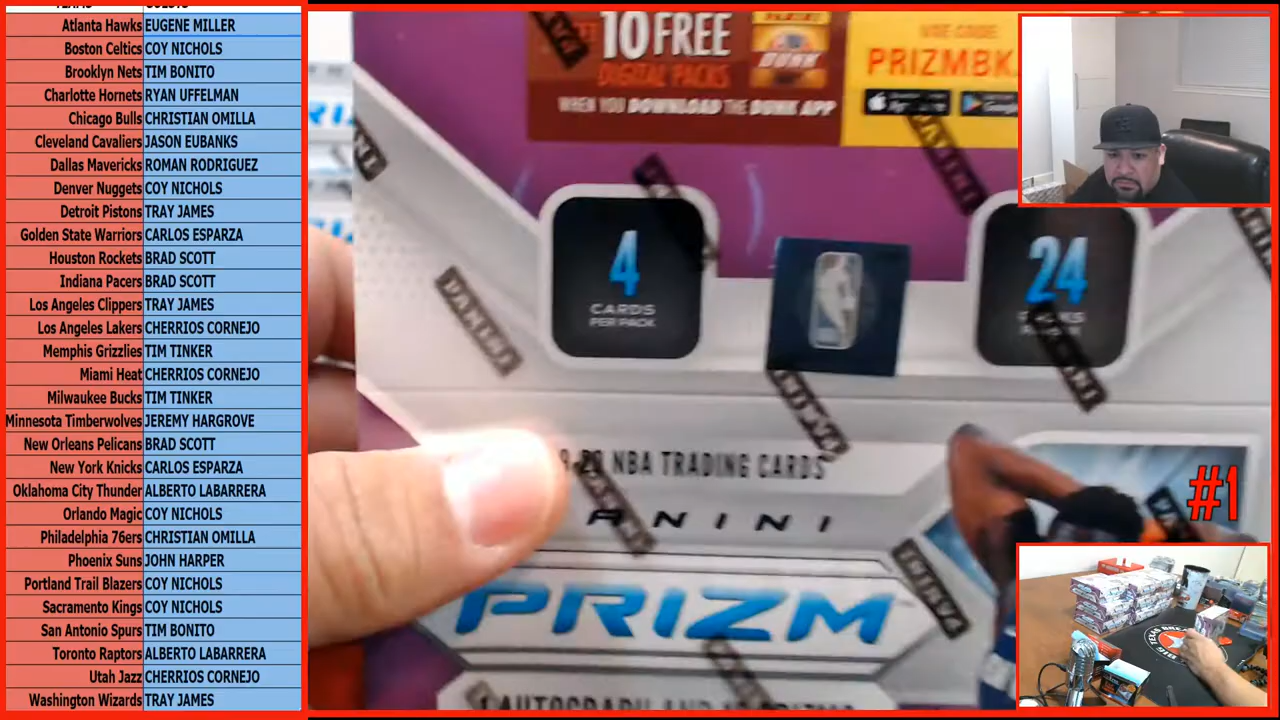 Atlanta Hawks EUGENE MILLER
Boston Celtics COY NICHOLS
Brooklyn Nets TIM BONITO
Charlotte Hornets RYAN UFFELMAN
Chicago Bulls CHRISTIAN OMILLA
Cleveland Cavaliers JASON EUBANKS
Dallas Mavericks ROMAN RODRIGUEZ
Denver Nuggets COY NICHOLS
Detroit Pistons TRAY JAMES
Golden State Warriors CARLOS ESPARZA
Houston Rockets BRAD SCOTT
Indiana Pacers BRAD SCOTT
Los Angeles Clippers TRAY JAMES
Los Angeles Lakers CHERRIOS CORNEJO
Memphis Grizzlies TIM TINKER
Miami Heat CHERRIOS CORNEJO
Milwaukee Bucks TIM TINKER
Minnesota Timberwolves JEREMY HARGROVE
New Orleans Pelicans BRAD SCOTT
New York Knicks CARLOS ESPARZA
Oklahoma City Thunder ALBERTO LABARRERA
Orlando Magic COY NICHOLS
Philadelphia 76ers CHRISTIAN OMILLA
Phoenix Suns JOHN HARPER
Portland Trail Blazers COY NICHOLS
Sacramento Kings COY NICHOLS
San Antonio Spurs TIM BONITO
Toronto Raptors ALBERTO LABARRERA
Utah Jazz CHERRIOS CORNEJO
Washington Wizards TRAY JAMES
10 FREE
DIGITAL PACKS
WHEN YOU DOWNLOAD THE DUNK APP
PANINI
DUNK
USE CODE
PRIZMBK
4
CARDS
PER PACK
24
NBA TRADING CARDS
PANINI
PRIZM
1 AUTOGRAPH AND
#1